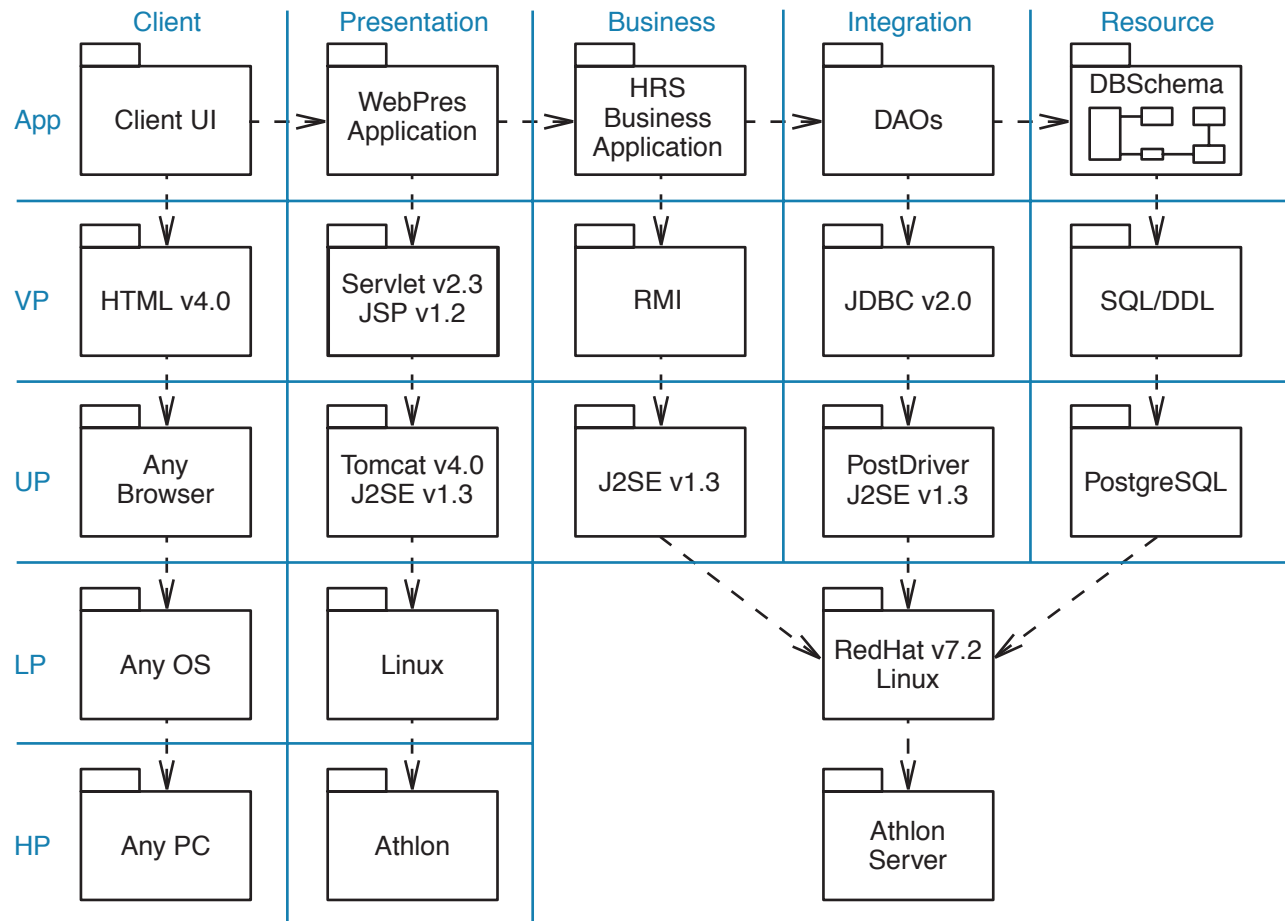 Client
Presentation
Business
Integration
Resource
App
Client UI
WebPres
Application
HRS
Business
Application
DAOs
DBSchema
VP
HTML v4.0
Servlet v2.3
JSP v1.2
RMI
JDBC v2.0
SQL/DDL
UP
Any
Browser
Tomcat v4.0
J2SE v1.3
J2SE v1.3
PostDriver
J2SE v1.3
PostgreSQL
LP
Any OS
Linux
RedHat v7.2
Linux
HP
Any PC
Athlon
Athlon
Server